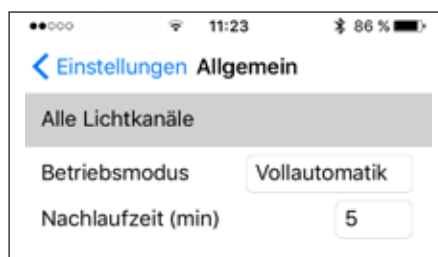 11:23 86 %
Einstellungen Allgemein
Alle Lichtkanäle
Betriebsmodus Vollautomatik
Nachlaufzeit (min) 5